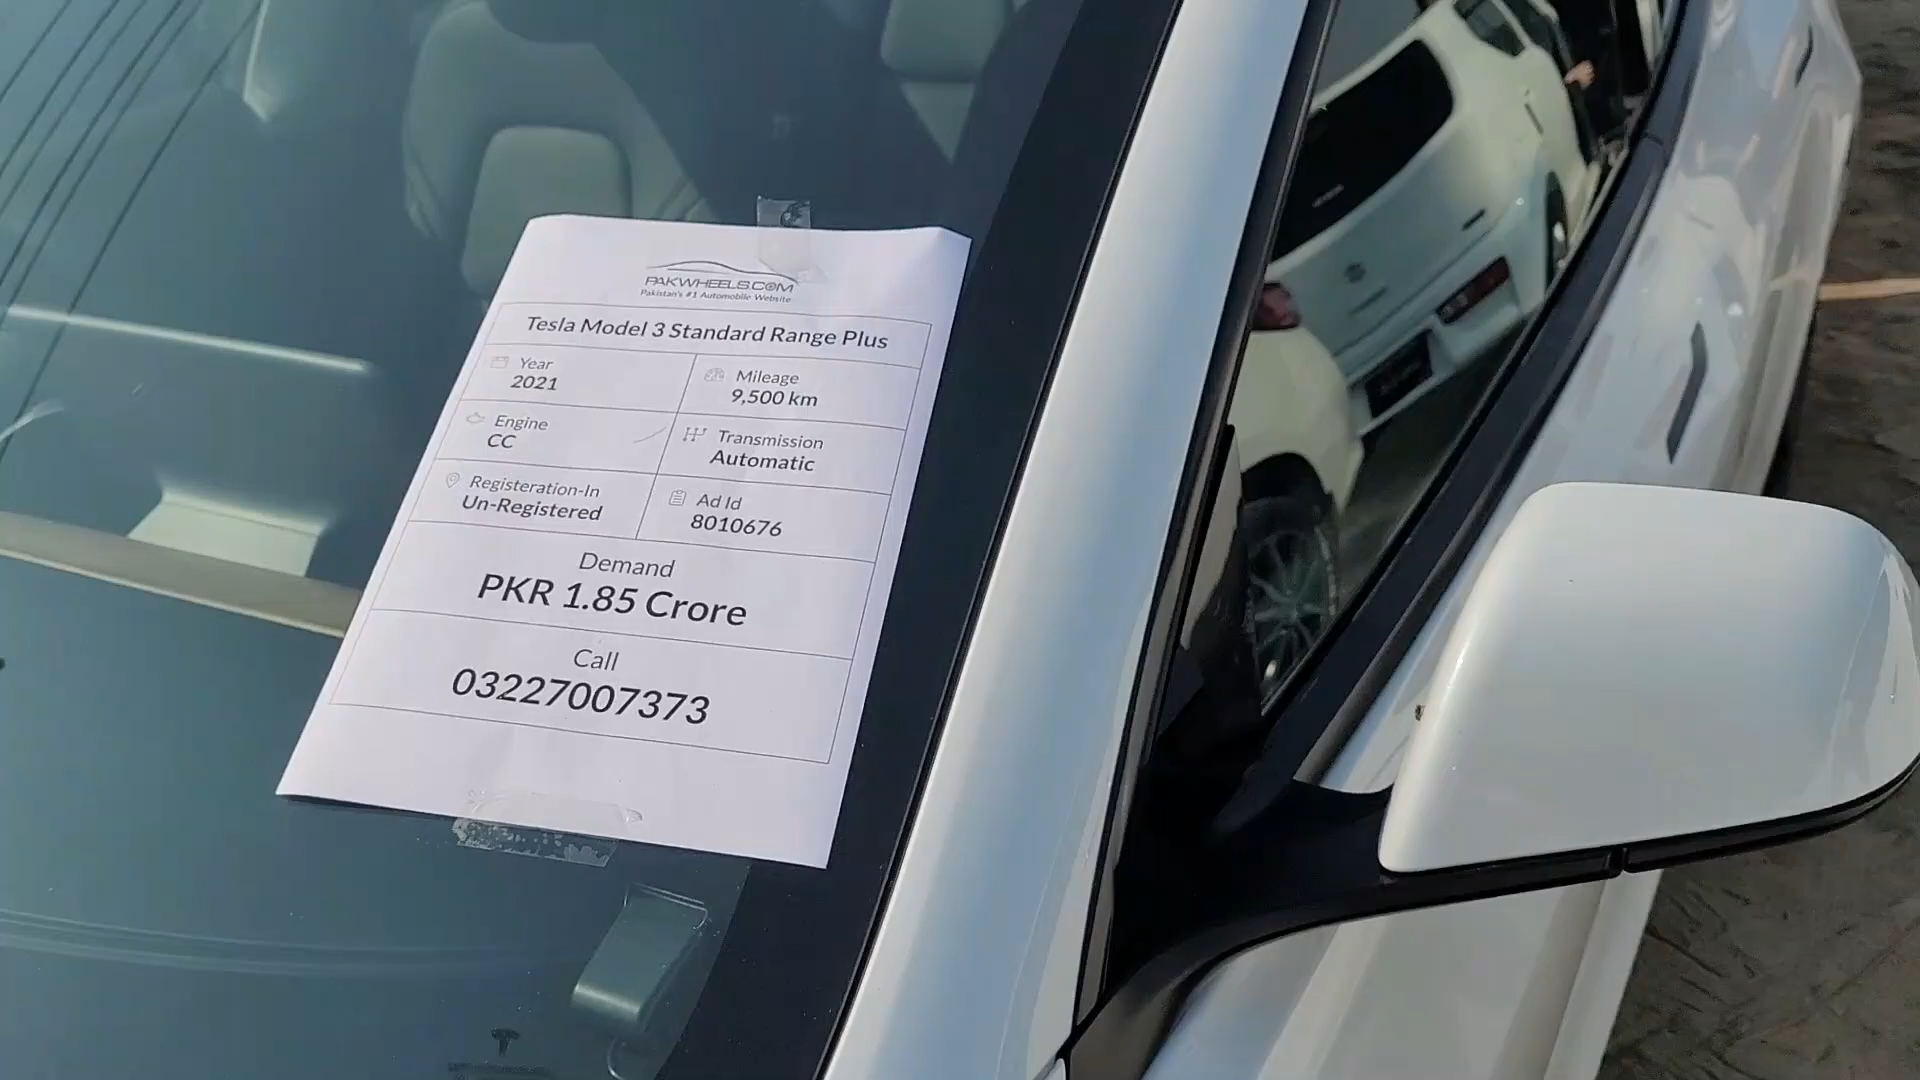 PAKWHEELS.COM
Pakistan's #1 Automobile Website
Tesla Model 3 Standard Range Plus
Year
2021
Mileage
9,500 km
Engine
CC
Transmission
Automatic
Registeration-In
Un-Registered
Ad Id
8010676
Demand
PKR 1.85 Crore
Call
03227007373